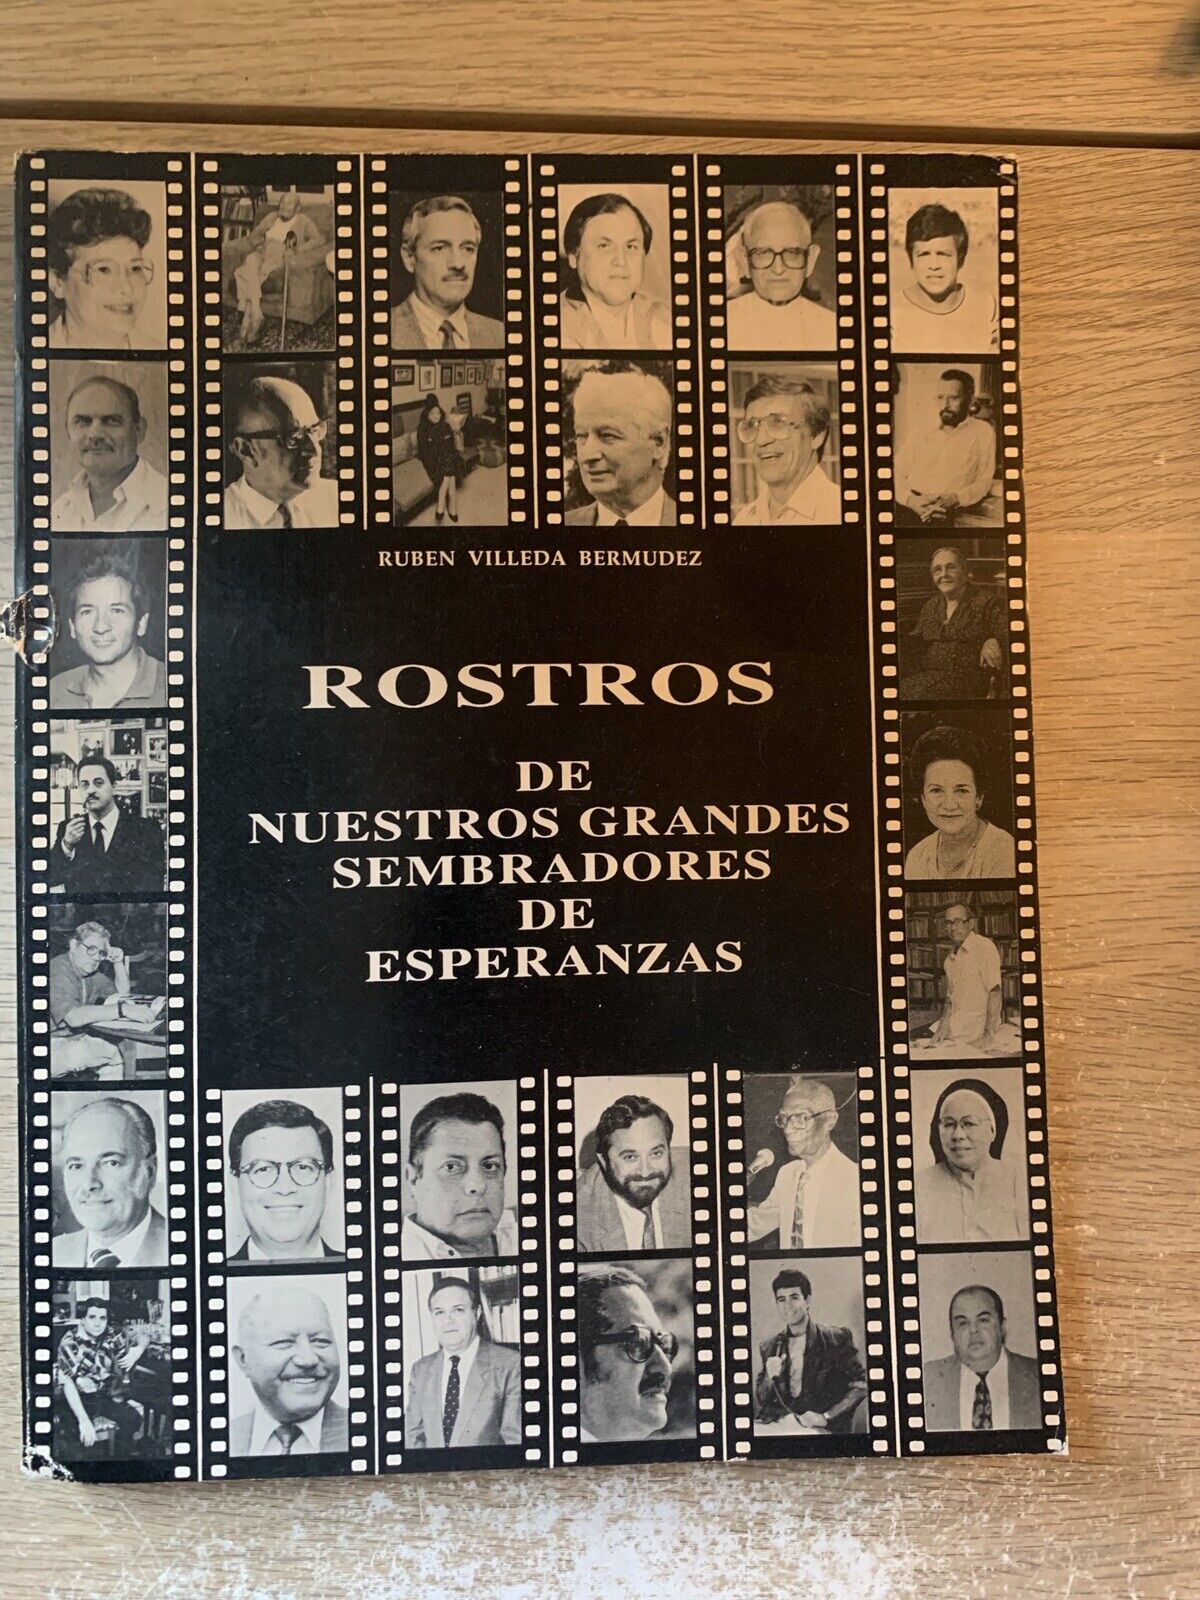 RUBEN VILLEDA BERMUDEZ
ROSTROS
DE
NUESTROS GRANDES
SEMBRADORES
DE
ESPERANZAS